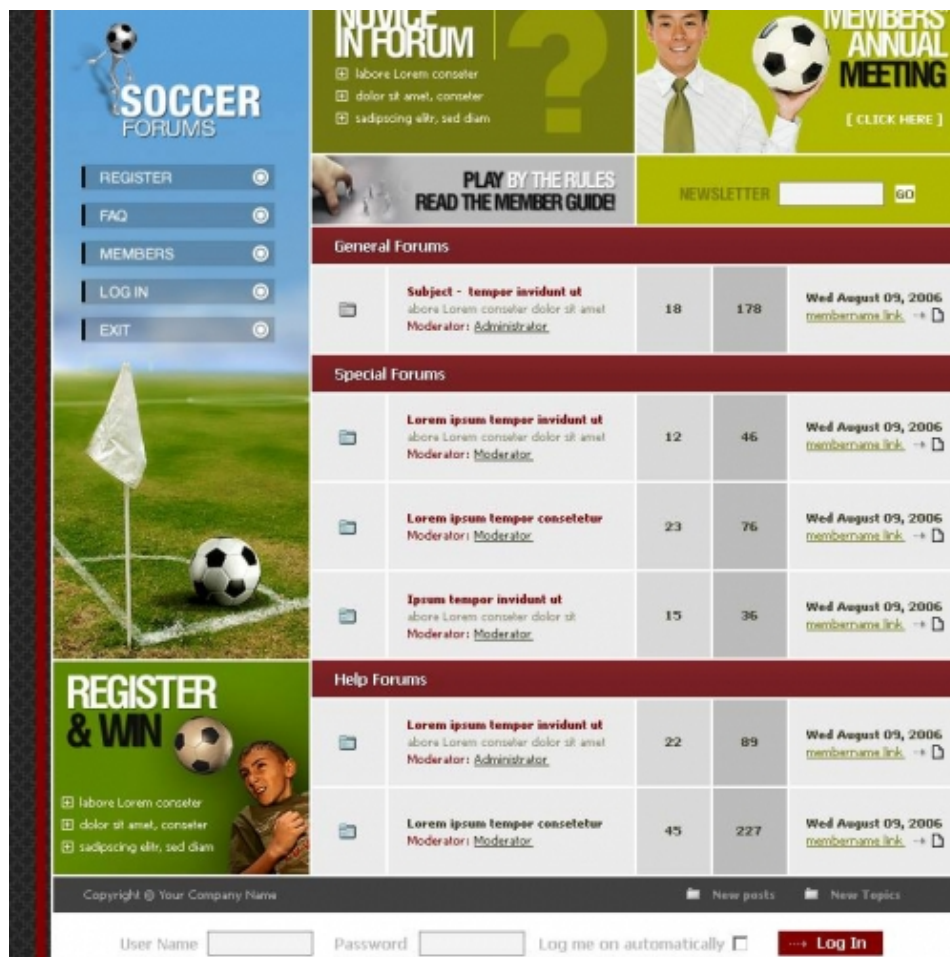 SOCCER
FORUMS
REGISTER
FAQ
MEMBERS
LOG IN
EXIT
NOVICE
IN FORUM
labore Lorem conseter
dolor sit amet, conseter
sadipscing elitr, sed diam
MEMBERS
ANNUAL
MEETING
[ CLICK HERE ]
PLAY BY THE RULES
READ THE MEMBER GUIDE!
NEWSLETTER GO
General Forums
Subject - tempor invidunt ut
abore Lorem conseter dolor sit amet
Moderator: Administrator
18 178
Wed August 09, 2006
membername link
Special Forums
Lorem ipsum tempor invidunt ut
abore Lorem conseter dolor sit amet
Moderator: Moderator
12 46
Wed August 09, 2006
membername link
Lorem ipsum tempor consetetur
Moderator: Moderator
23 76
Wed August 09, 2006
membername link
Ipsum tempor invidunt ut
abore Lorem conseter dolor sit
Moderator: Moderator
15 36
Wed August 09, 2006
membername link
REGISTER
& WIN
labore Lorem conseter
dolor sit amet, conseter
sadipscing elitr, sed diam
Help Forums
Lorem ipsum tempor invidunt ut
abore Lorem conseter dolor sit amet
Moderator: Administrator
22 89
Wed August 09, 2006
membername link
Lorem ipsum tempor consetetur
Moderator: Moderator
45 227
Wed August 09, 2006
membername link
Copyright © Your Company Name New posts New Topics
User Name Password Log me on automatically Log In